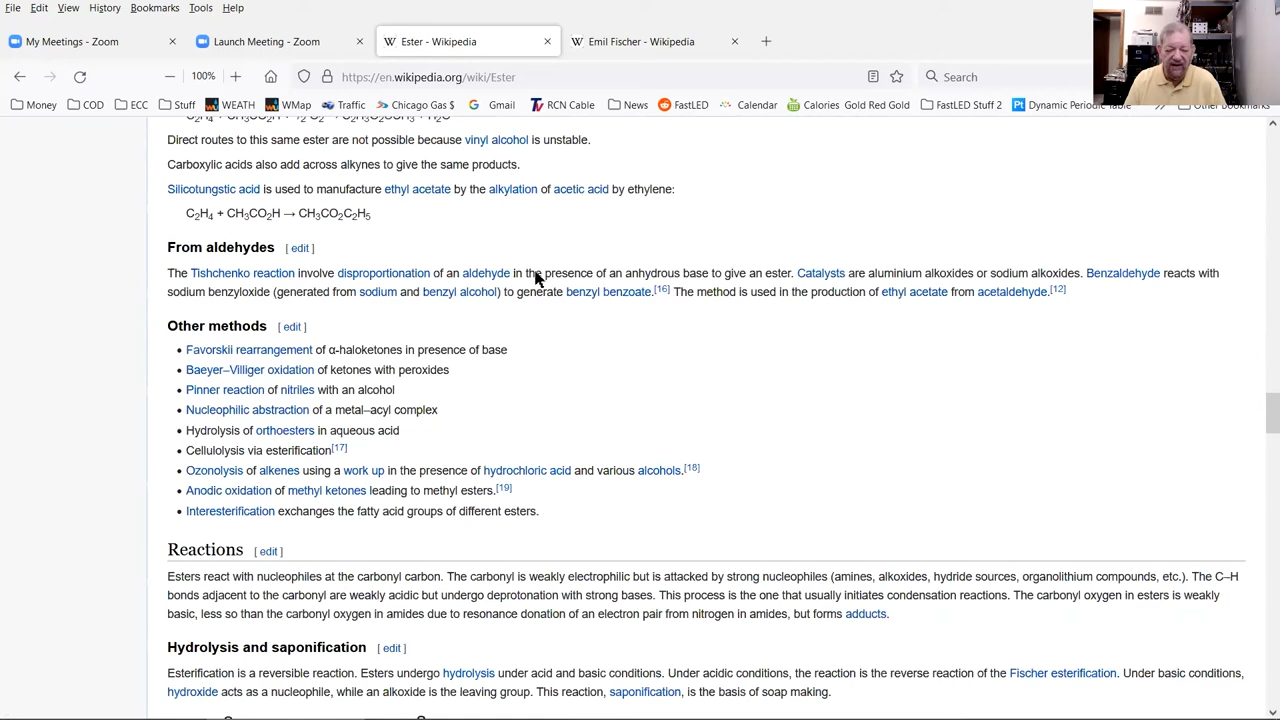 File Edit View History Bookmarks Tools Help
My Meetings - Zoom × Launch Meeting - Zoom × W Ester - Wikipedia × W Emil Fischer - Wikipedia × +
100% https://en.wikipedia.org/wiki/Ester Search
Money COD ECC Stuff WEATH WMap Traffic Chicago Gas $ Gmail RCN Cable News FastLED Calendar Calories Gold Red Gold FastLED Stuff 2 Pt Dynamic Periodic Other Bookmarks
Direct routes to this same ester are not possible because vinyl alcohol is unstable.
Carboxylic acids also add across alkynes to give the same products.
Silicotungstic acid is used to manufacture ethyl acetate by the alkylation of acetic acid by ethylene:
C₂H₄ + CH₃CO₂H → CH₃CO₂C₂H₅
From aldehydes [ edit ]
The Tishchenko reaction involve disproportionation of an aldehyde in the presence of an anhydrous base to give an ester. Catalysts are aluminium alkoxides or sodium alkoxides. Benzaldehyde reacts with
sodium benzyloxide (generated from sodium and benzyl alcohol) to generate benzyl benzoate.[16] The method is used in the production of ethyl acetate from acetaldehyde.[12]
Other methods [ edit ]
• Favorskii rearrangement of α-haloketones in presence of base
• Baeyer–Villiger oxidation of ketones with peroxides
• Pinner reaction of nitriles with an alcohol
• Nucleophilic abstraction of a metal–acyl complex
• Hydrolysis of orthoesters in aqueous acid
• Cellulolysis via esterification[17]
• Ozonolysis of alkenes using a work up in the presence of hydrochloric acid and various alcohols.[18]
• Anodic oxidation of methyl ketones leading to methyl esters.[19]
• Interesterification exchanges the fatty acid groups of different esters.
Reactions [ edit ]
Esters react with nucleophiles at the carbonyl carbon. The carbonyl is weakly electrophilic but is attacked by strong nucleophiles (amines, alkoxides, hydride sources, organolithium compounds, etc.). The C–H
bonds adjacent to the carbonyl are weakly acidic but undergo deprotonation with strong bases. This process is the one that usually initiates condensation reactions. The carbonyl oxygen in esters is weakly
basic, less so than the carbonyl oxygen in amides due to resonance donation of an electron pair from nitrogen in amides, but forms adducts.
Hydrolysis and saponification [ edit ]
Esterification is a reversible reaction. Esters undergo hydrolysis under acid and basic conditions. Under acidic conditions, the reaction is the reverse reaction of the Fischer esterification. Under basic conditions,
hydroxide acts as a nucleophile, while an alkoxide is the leaving group. This reaction, saponification, is the basis of soap making.